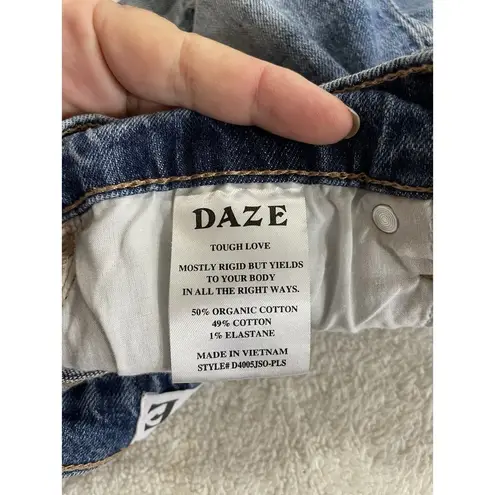 DAZE
TOUGH LOVE
MOSTLY RIGID BUT YIELDS
TO YOUR BODY
IN ALL THE RIGHT WAYS.
50% ORGANIC COTTON
49% COTTON
1% ELASTANE
MADE IN VIETNAM
STYLE# D4005JSO-PLS